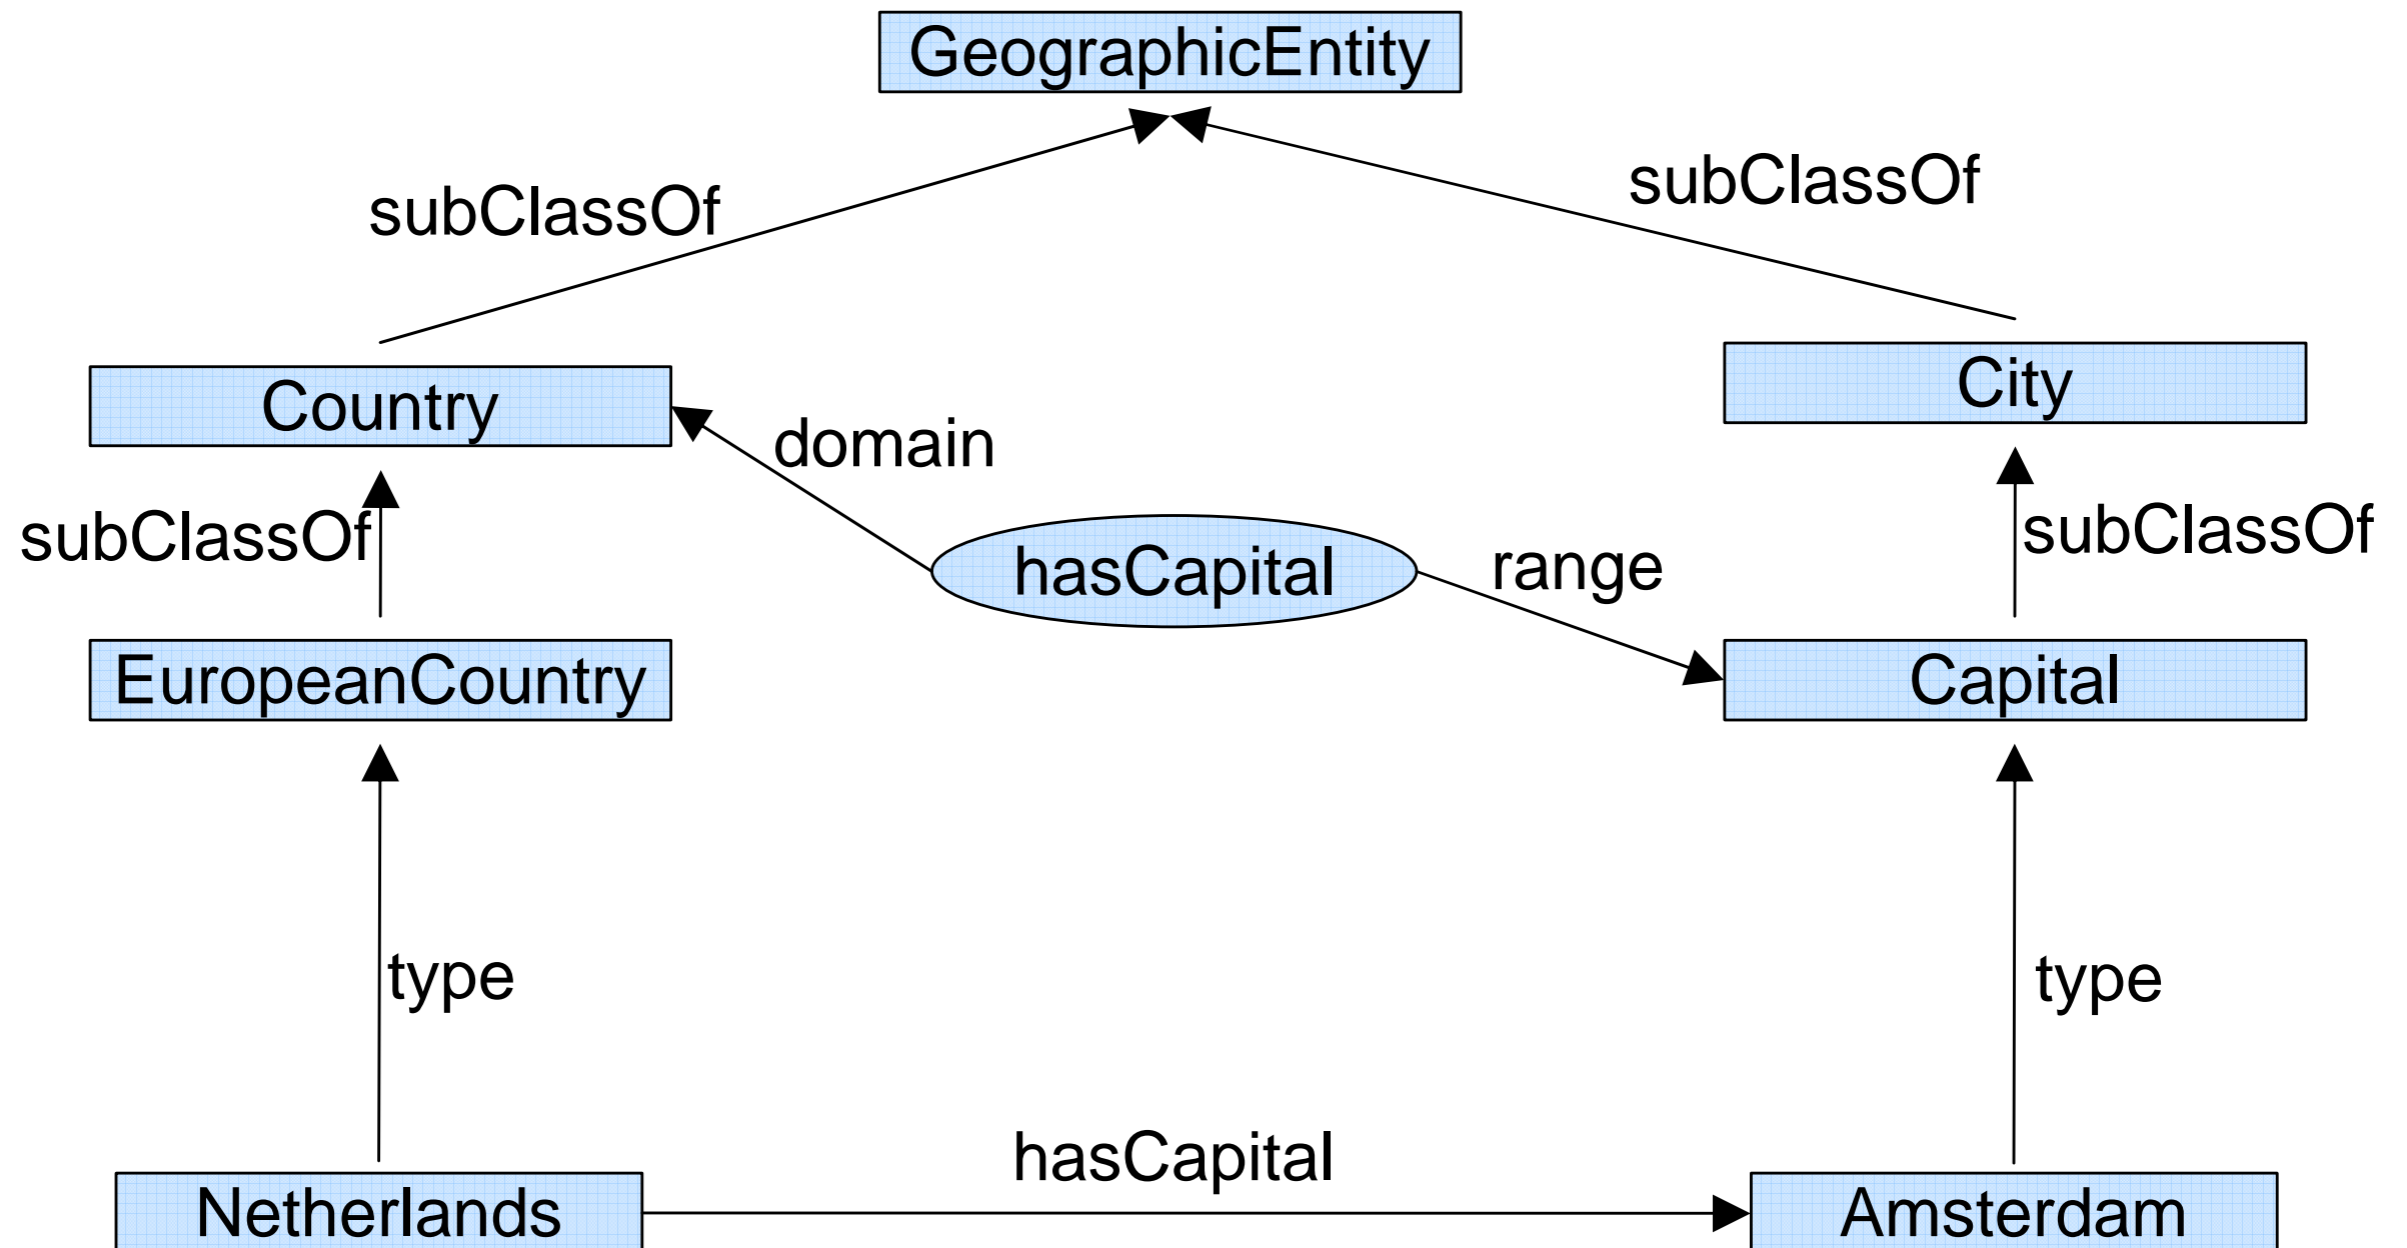 GeographicEntity
subClassOf
subClassOf
Country
City
domain
subClassOf
hasCapital
range
subClassOf
EuropeanCountry
Capital
type
type
hasCapital
Netherlands
Amsterdam